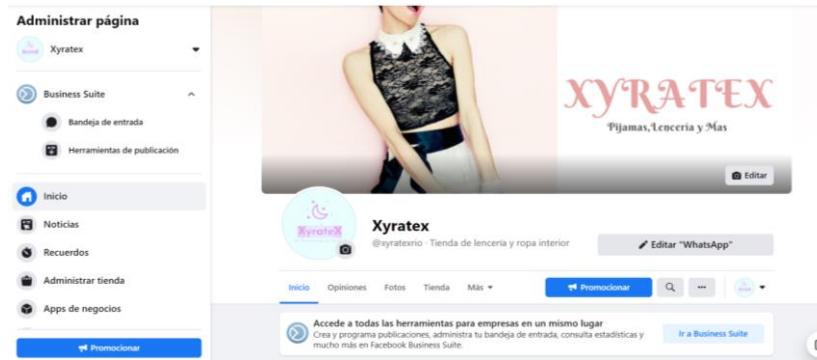 Administrar página
Xyratex
Business Suite
Bandeja de entrada
Herramientas de publicación
Inicio
Noticias
Recuerdos
Administrar tienda
Apps de negocios
Promocionar
XYRATEX
Pijamas,Lencería y Mas
Editar
XyrateX
Xyratex
@xyratexrio · Tienda de lencería y ropa interior
Editar "WhatsApp"
Inicio Opiniones Fotos Tienda Más
Promocionar
Accede a todas las herramientas para empresas en un mismo lugar
Crea y programa publicaciones, administra tu bandeja de entrada, consulta estadísticas y
mucho más en Facebook Business Suite.
Ir a Business Suite